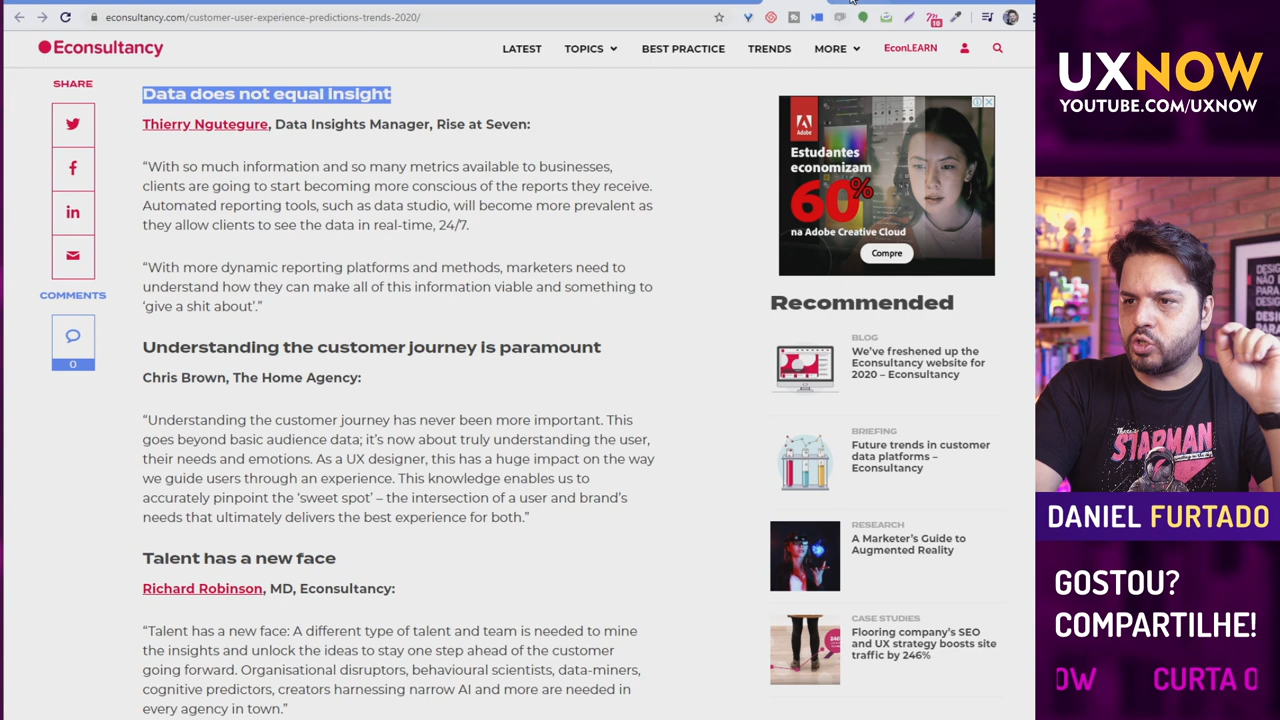 econsultancy.com/customer-user-experience-predictions-trends-2020/
Econsultancy
LATEST
TOPICS
BEST PRACTICE
TRENDS
MORE
EconLEARN
SHARE
COMMENTS
0
Data does not equal insight
Thierry Ngutegure, Data Insights Manager, Rise at Seven:
“With so much information and so many metrics available to businesses,
clients are going to start becoming more conscious of the reports they receive.
Automated reporting tools, such as data studio, will become more prevalent as
they allow clients to see the data in real-time, 24/7.
“With more dynamic reporting platforms and methods, marketers need to
understand how they can make all of this information viable and something to
‘give a shit about’.”
Understanding the customer journey is paramount
Chris Brown, The Home Agency:
“Understanding the customer journey has never been more important. This
goes beyond basic audience data; it’s now about truly understanding the user,
their needs and emotions. As a UX designer, this has a huge impact on the way
we guide users through an experience. This knowledge enables us to
accurately pinpoint the ‘sweet spot’ – the intersection of a user and brand’s
needs that ultimately delivers the best experience for both.”
Talent has a new face
Richard Robinson, MD, Econsultancy:
“Talent has a new face: A different type of talent and team is needed to mine
the insights and unlock the ideas to stay one step ahead of the customer
going forward. Organisational disruptors, behavioural scientists, data-miners,
cognitive predictors, creators harnessing narrow AI and more are needed in
every agency in town.”
Adobe
Estudantes
economizam
60%
na Adobe Creative Cloud
Compre
Recommended
BLOG
We’ve freshened up the
Econsultancy website for
2020 – Econsultancy
BRIEFING
Future trends in customer
data platforms –
Econsultancy
RESEARCH
A Marketer’s Guide to
Augmented Reality
CASE STUDIES
Flooring company’s SEO
and UX strategy boosts site
traffic by 246%
UXNOW
YOUTUBE.COM/UXNOW
There's a
STARMAN
DANIEL FURTADO
GOSTOU?
COMPARTILHE!
OW CURTA O